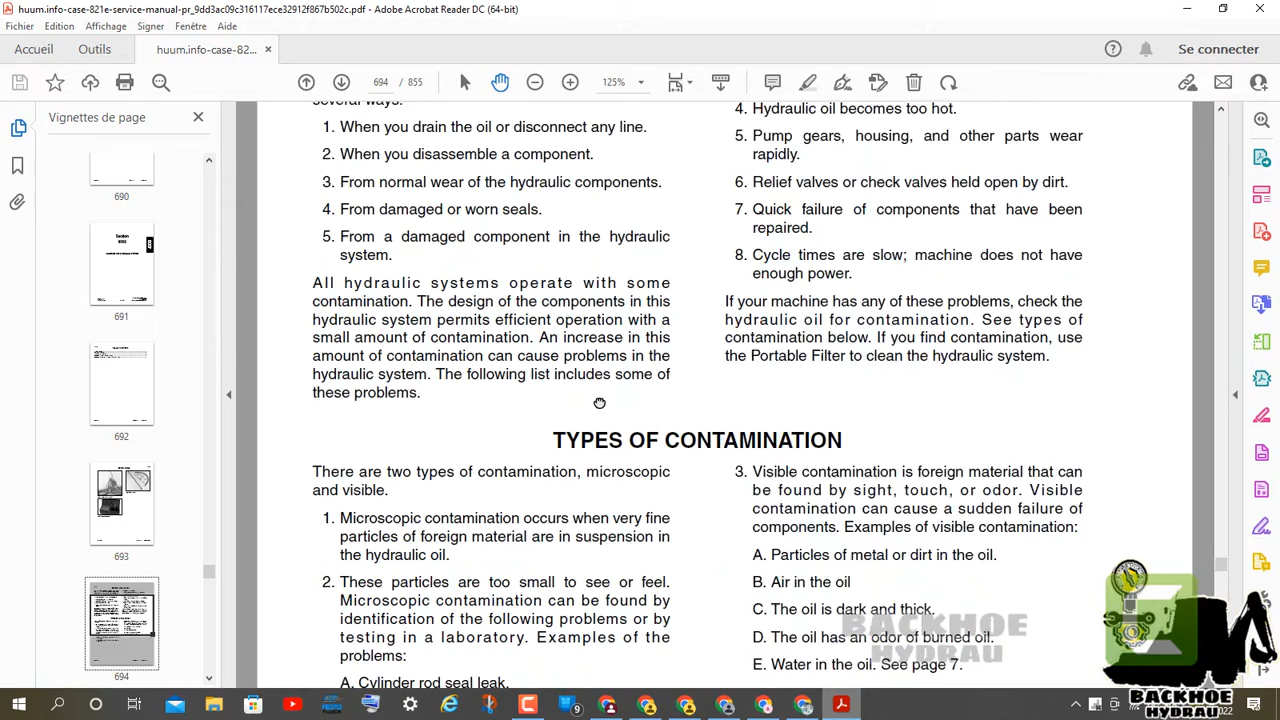 huum.info-case-821e-service-manual-pr_9dd3ac09c316117ece32912f867b502c.pdf - Adobe Acrobat Reader DC (64-bit)
Fichier Edition Affichage Signer Fenêtre Aide
Accueil Outils huum.info-case-82... × Se connecter
694 / 855 125%
Vignettes de page
690
691
692
693
694
several ways.
1. When you drain the oil or disconnect any line.
2. When you disassemble a component.
3. From normal wear of the hydraulic components.
4. From damaged or worn seals.
5. From a damaged component in the hydraulic
system.
All hydraulic systems operate with some
contamination. The design of the components in this
hydraulic system permits efficient operation with a
small amount of contamination. An increase in this
amount of contamination can cause problems in the
hydraulic system. The following list includes some of
these problems.
4. Hydraulic oil becomes too hot.
5. Pump gears, housing, and other parts wear
rapidly.
6. Relief valves or check valves held open by dirt.
7. Quick failure of components that have been
repaired.
8. Cycle times are slow; machine does not have
enough power.
If your machine has any of these problems, check the
hydraulic oil for contamination. See types of
contamination below. If you find contamination, use
the Portable Filter to clean the hydraulic system.
TYPES OF CONTAMINATION
There are two types of contamination, microscopic
and visible.
1. Microscopic contamination occurs when very fine
particles of foreign material are in suspension in
the hydraulic oil.
2. These particles are too small to see or feel.
Microscopic contamination can be found by
identification of the following problems or by
testing in a laboratory. Examples of the
problems:
A. Cylinder rod seal leak.
3. Visible contamination is foreign material that can
be found by sight, touch, or odor. Visible
contamination can cause a sudden failure of
components. Examples of visible contamination:
A. Particles of metal or dirt in the oil.
B. Air in the oil
C. The oil is dark and thick.
D. The oil has an odor of burned oil.
E. Water in the oil. See page 7.
BACKHOE
HYDRAU
BACKHOE
HYDRAU